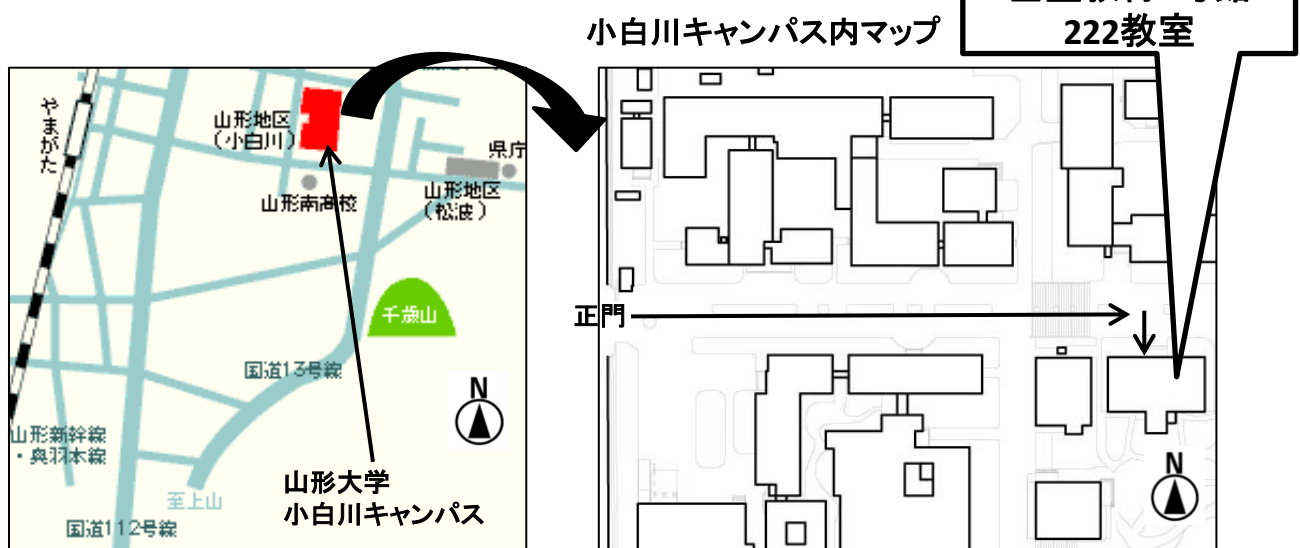 小白川キャンパス内マップ
222教室
やまがた
山形地区
(小白川)
県庁
山形南高校
山形地区
(松波)
千歳山
正門
国道13号線
N
山形新幹線
・奥羽本線
山形大学
小白川キャンパス
至上山
国道112号線
N